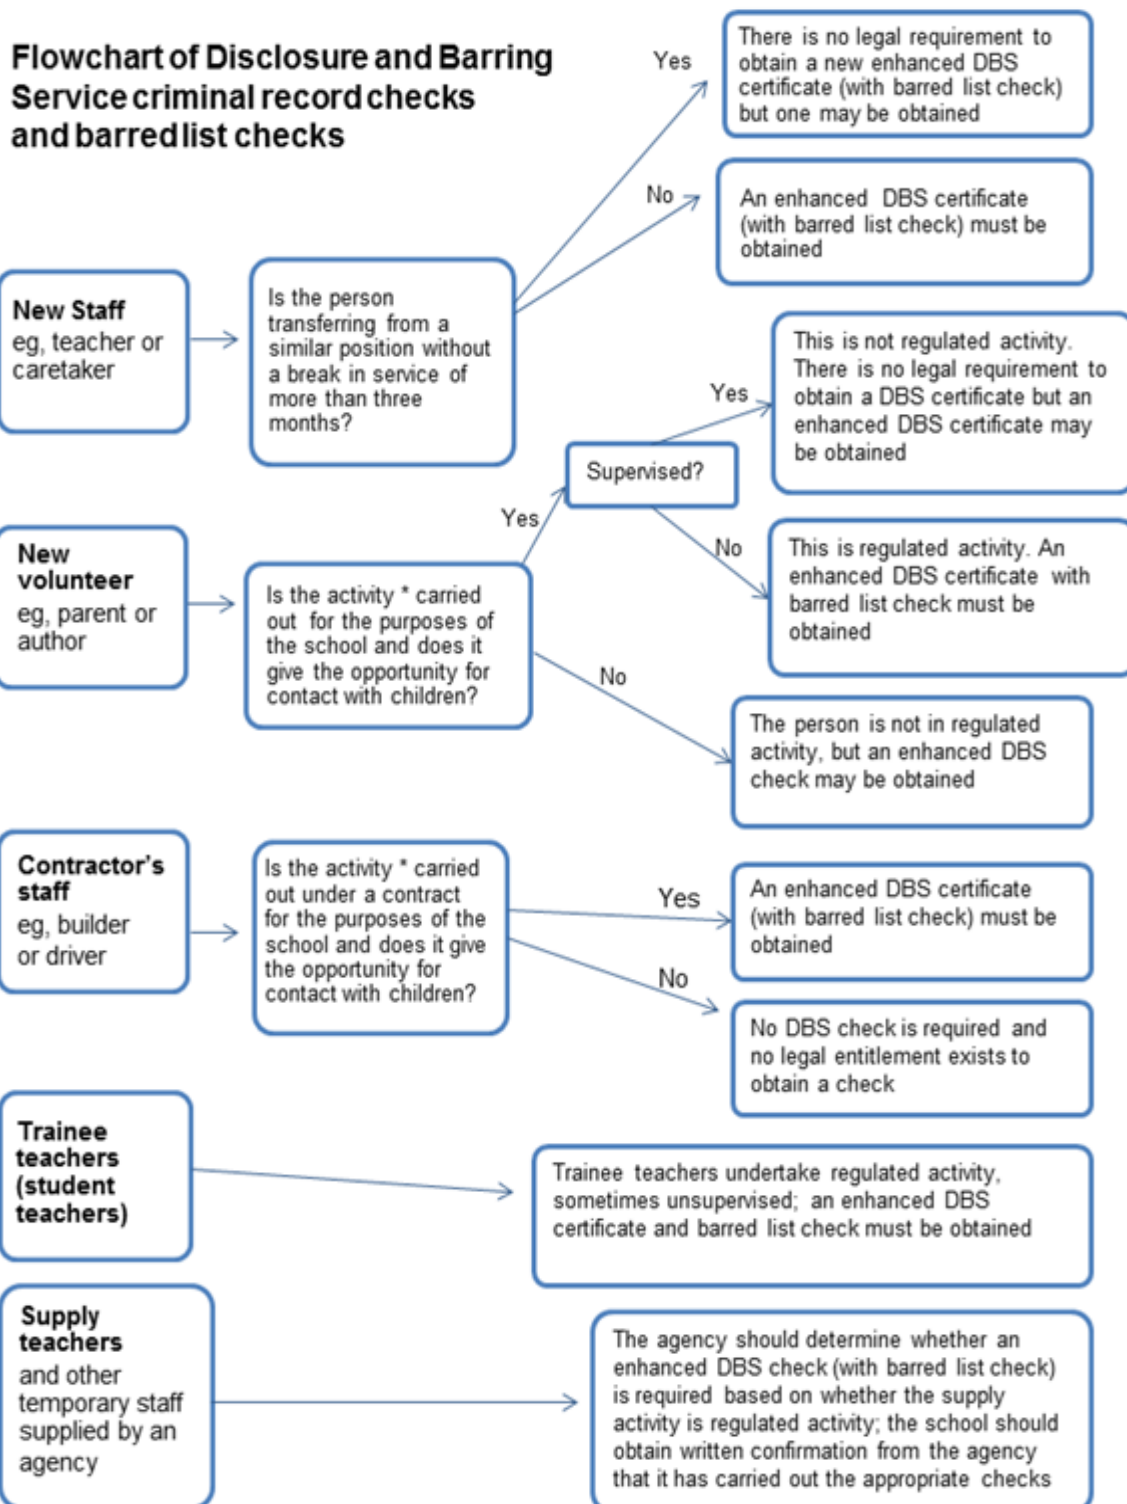 Flowchart of Disclosure and Barring
Service criminal record checks
and barred list checks
Yes
There is no legal requirement to
obtain a new enhanced DBS
certificate (with barred list check)
but one may be obtained
No
An enhanced DBS certificate
(with barred list check) must be
obtained
New Staff
eg, teacher or
caretaker
Is the person
transferring from a
similar position without
a break in service of
more than three
months?
This is not regulated activity.
There is no legal requirement to
obtain a DBS certificate but an
enhanced DBS certificate may
be obtained
Yes
Supervised?
Yes
No
This is regulated activity. An
enhanced DBS certificate with
barred list check must be
obtained
New
volunteer
eg, parent or
author
Is the activity * carried
out for the purposes of
the school and does it
give the opportunity for
contact with children?
No
The person is not in regulated
activity, but an enhanced DBS
check may be obtained
Contractor's
staff
eg, builder
or driver
Is the activity * carried
out under a contract
for the purposes of the
school and does it give
the opportunity for
contact with children?
Yes
An enhanced DBS certificate
(with barred list check) must be
obtained
No
No DBS check is required and
no legal entitlement exists to
obtain a check
Trainee
teachers
(student
teachers)
Trainee teachers undertake regulated activity,
sometimes unsupervised; an enhanced DBS
certificate and barred list check must be obtained
Supply
teachers
and other
temporary staff
supplied by an
agency
The agency should determine whether an
enhanced DBS check (with barred list check)
is required based on whether the supply
activity is regulated activity; the school should
obtain written confirmation from the agency
that it has carried out the appropriate checks